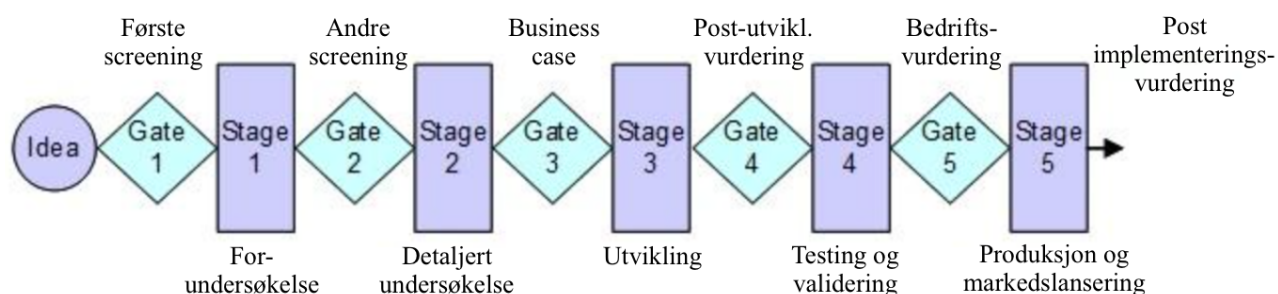 Første
screening
Andre
screening
Business
case
Post-utvikl.
vurdering
Bedrifts-
vurdering
Post
implementerings-
vurdering
Idea
Gate
1
Stage
1
Gate
2
Stage
2
Gate
3
Stage
3
Gate
4
Stage
4
Gate
5
Stage
5
For-
undersøkelse
Detaljert
undersøkelse
Utvikling
Testing og
validering
Produksjon og
markedslansering